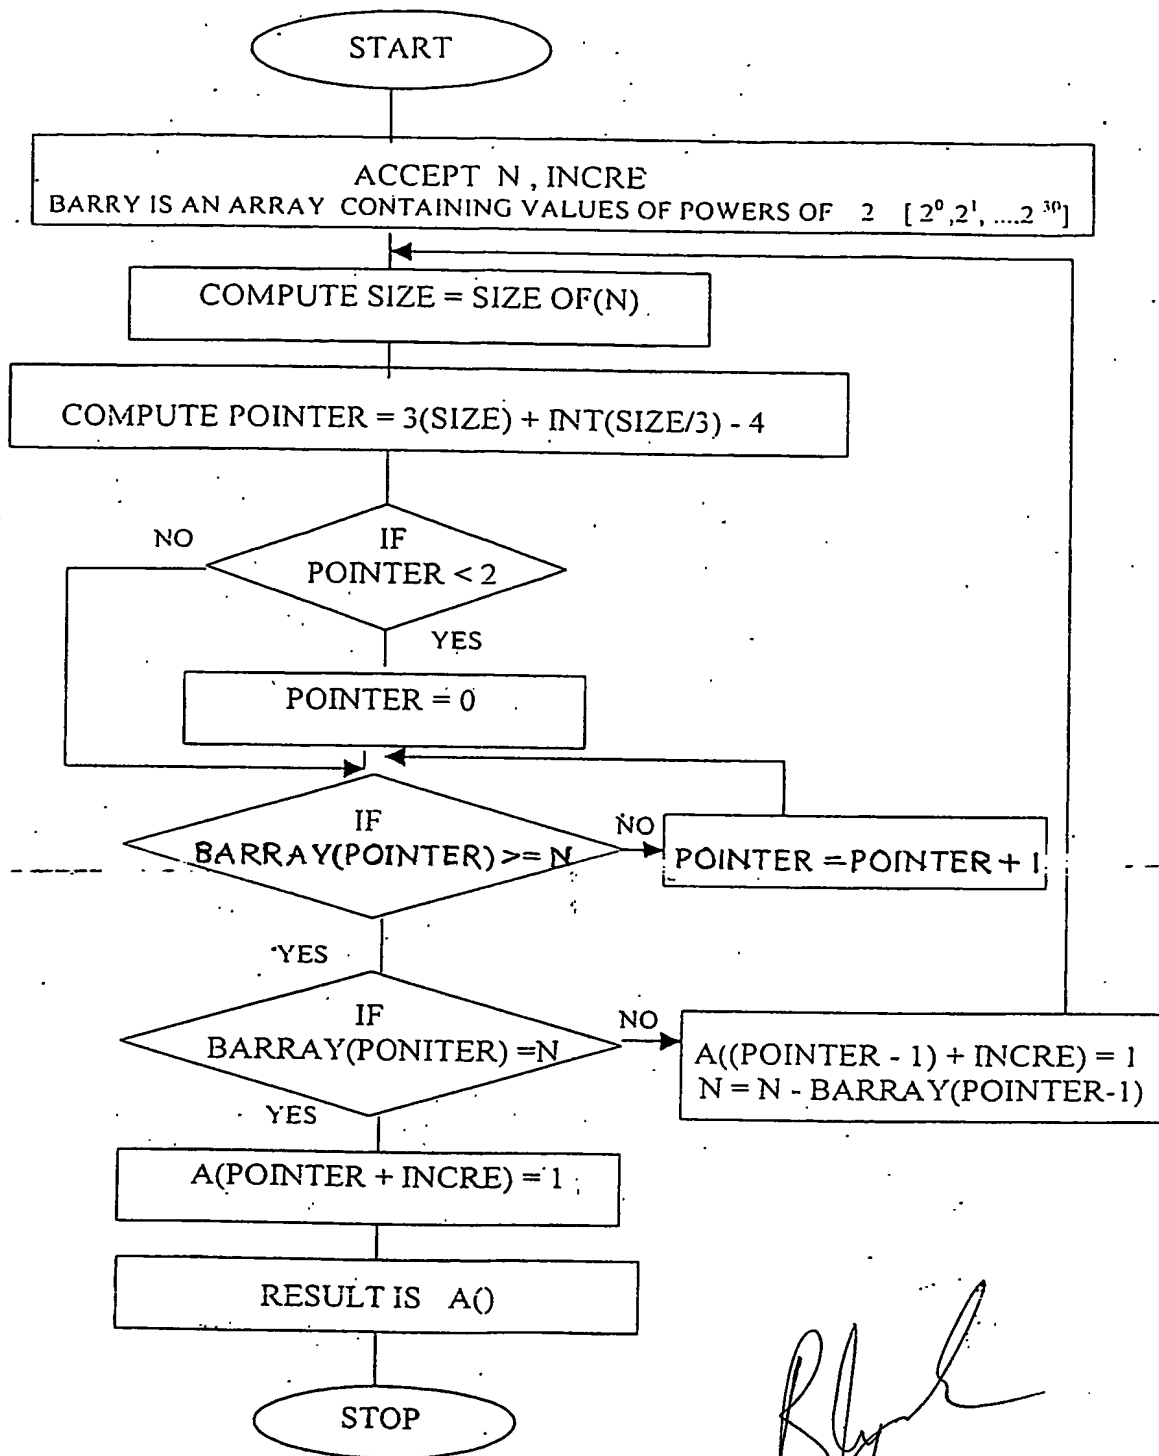 START
ACCEPT N , INCRE
BARRY IS AN ARRAY CONTAINING VALUES OF POWERS OF 2 [ 2⁰,2¹, ....2³⁰]
COMPUTE SIZE = SIZE OF(N)
COMPUTE POINTER = 3(SIZE) + INT(SIZE/3) - 4
NO
IF
POINTER < 2
YES
POINTER = 0
IF
BARRAY(POINTER) >= N
NO
POINTER = POINTER + 1
YES
IF
BARRAY(PONITER) =N
NO
A((POINTER - 1) + INCRE) = 1
N = N - BARRAY(POINTER-1)
YES
A(POINTER + INCRE) = 1
RESULT IS A()
STOP